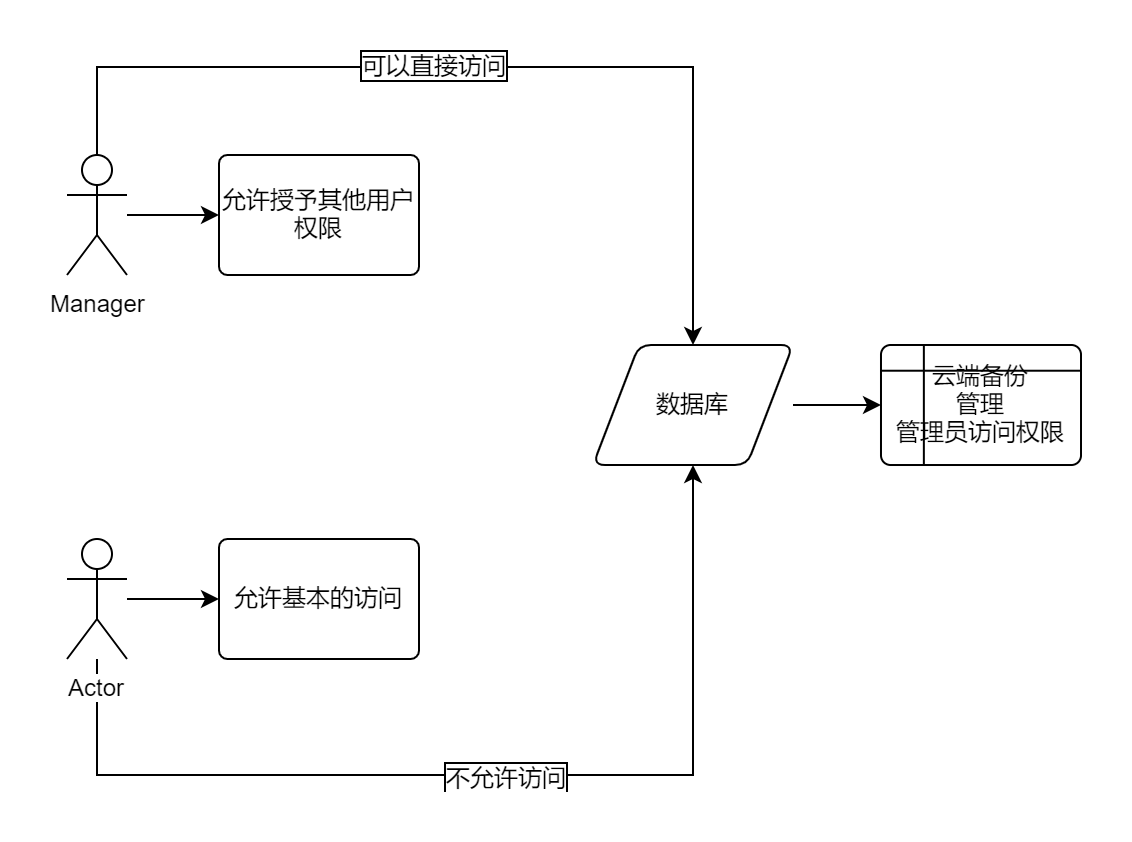 可以直接访问
允许授予其他用户
权限
Manager
数据库
云端备份
管理
管理员访问权限
允许基本的访问
Actor
不允许访问